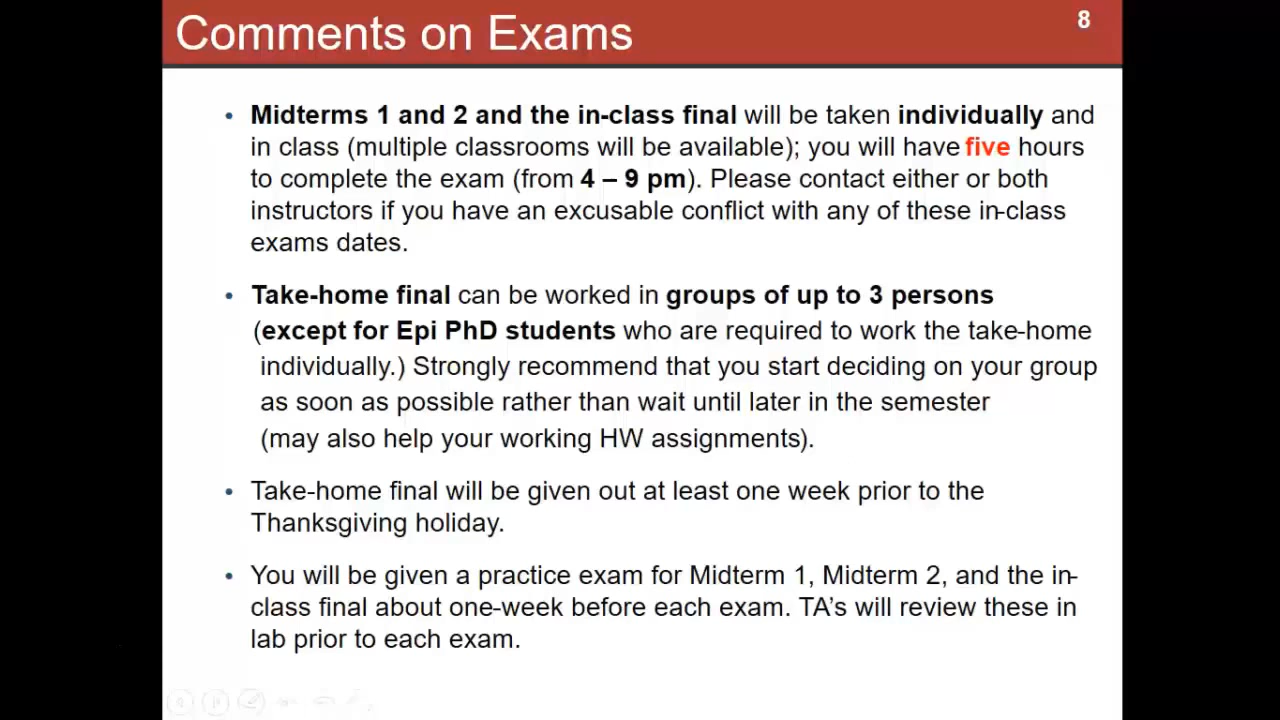 Comments on Exams
8
• Midterms 1 and 2 and the in-class final will be taken individually and
in class (multiple classrooms will be available); you will have five hours
to complete the exam (from 4 – 9 pm). Please contact either or both
instructors if you have an excusable conflict with any of these in-class
exams dates.
• Take-home final can be worked in groups of up to 3 persons
(except for Epi PhD students who are required to work the take-home
individually.) Strongly recommend that you start deciding on your group
as soon as possible rather than wait until later in the semester
(may also help your working HW assignments).
• Take-home final will be given out at least one week prior to the
Thanksgiving holiday.
• You will be given a practice exam for Midterm 1, Midterm 2, and the in-
class final about one-week before each exam. TA’s will review these in
lab prior to each exam.